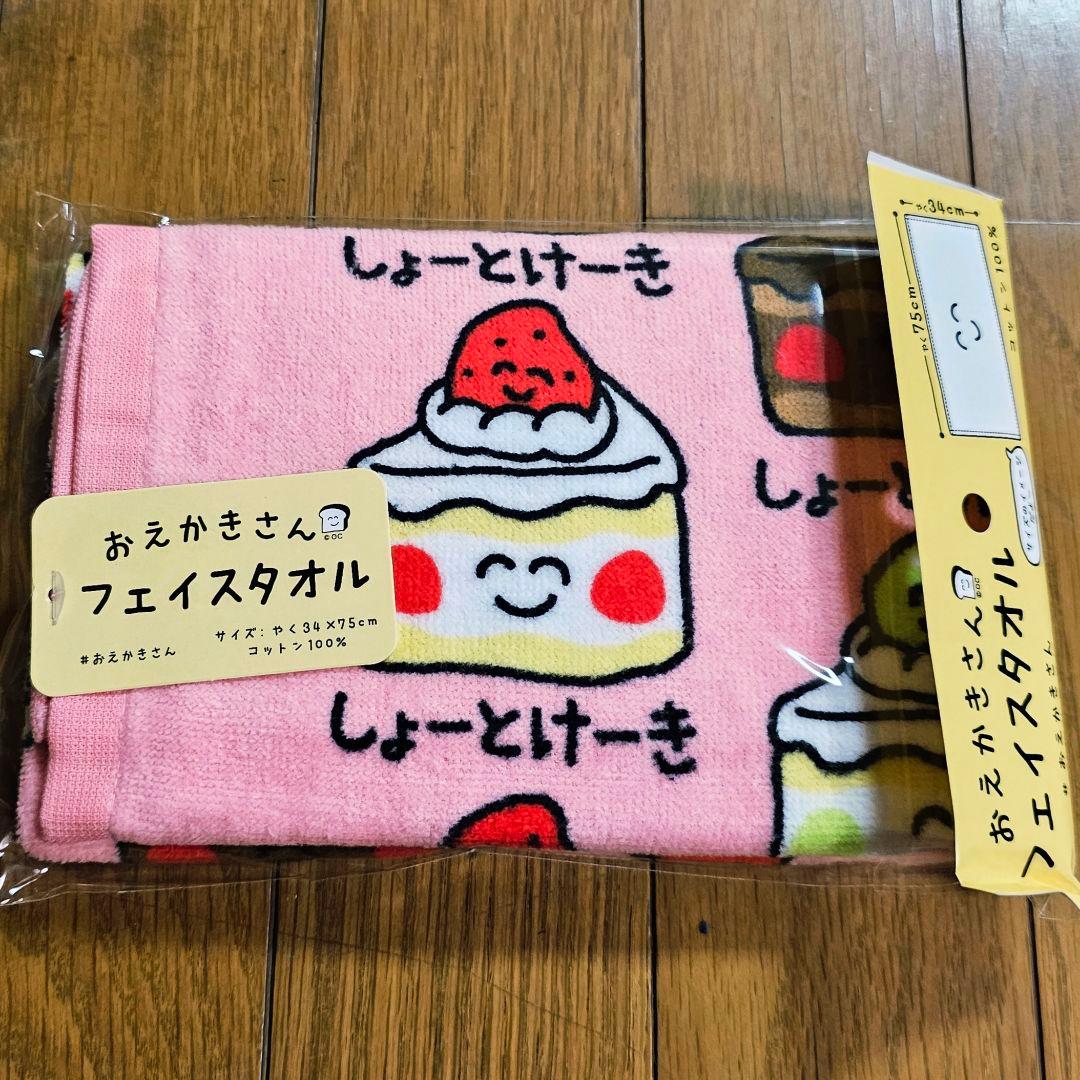 しょーとけーき
しょーとけーき
しょー
おえかきさん
©OC
フェイスタオル
サイズ:やく34×75cm
コットン100%
#おえかきさん
やく34cm
やく75cm
コットン100%
おえかきさん
©OC
フェイスタオル
#おえかきさん